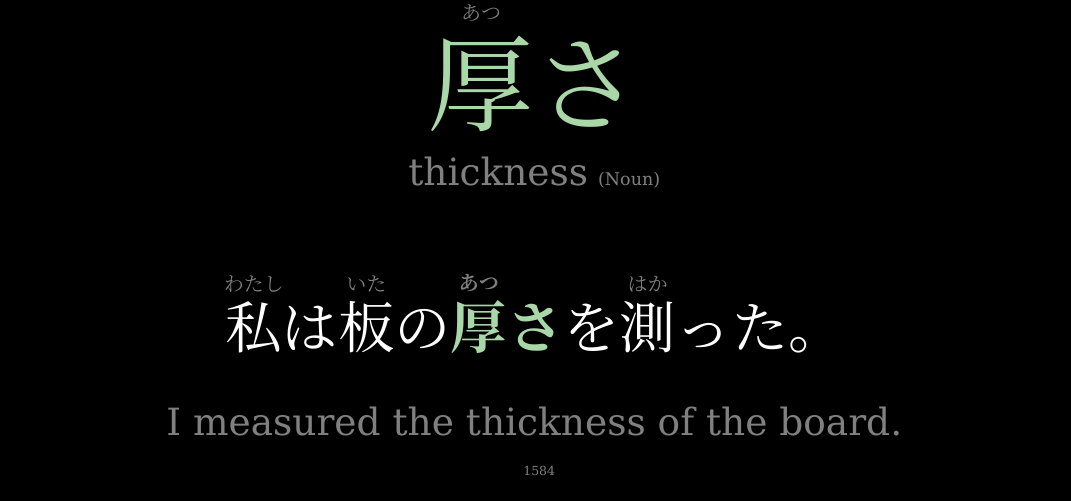 あつ
厚さ
thickness (Noun)
わたし いた あつ はか
私は板の厚さを測った。
I measured the thickness of the board.
1584